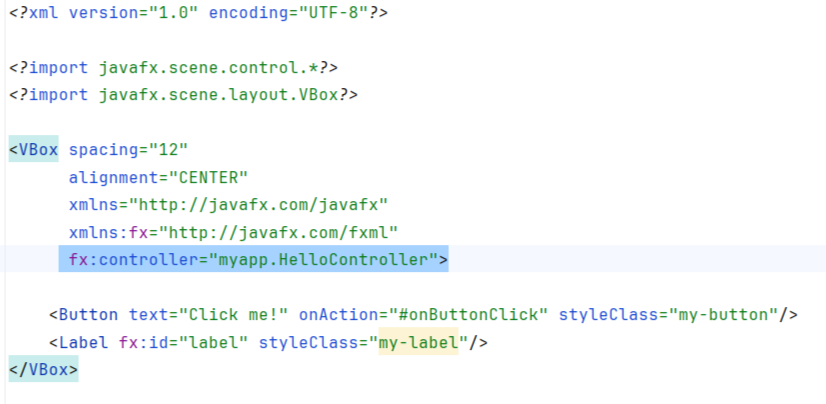 <?xml version="1.0" encoding="UTF-8"?>
<?import javafx.scene.control.*?>
<?import javafx.scene.layout.VBox?>
<VBox spacing="12"
alignment="CENTER"
xmlns="http://javafx.com/javafx"
xmlns:fx="http://javafx.com/fxml"
fx:controller="myapp.HelloController">
<Button text="Click me!" onAction="#onButtonClick" styleClass="my-button"/>
<Label fx:id="label" styleClass="my-label"/>
</VBox>